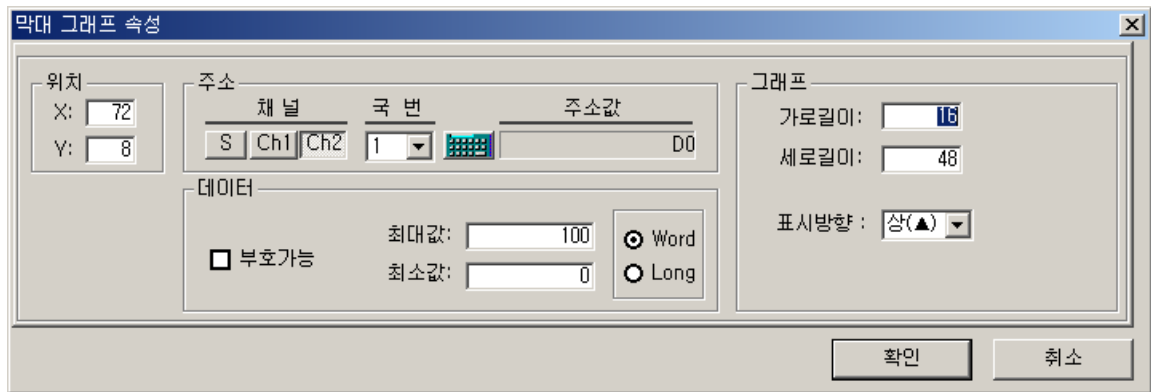 막대 그래프 속성
위치
X: 72
Y: 8
주소
채 널 국 번 주소값
S Ch1 Ch2 1 D0
데이터
부호가능
최대값: 100
최소값: 0
Word
Long
그래프
가로길이: 16
세로길이: 48
표시방향 : 상(▲)
확인 취소